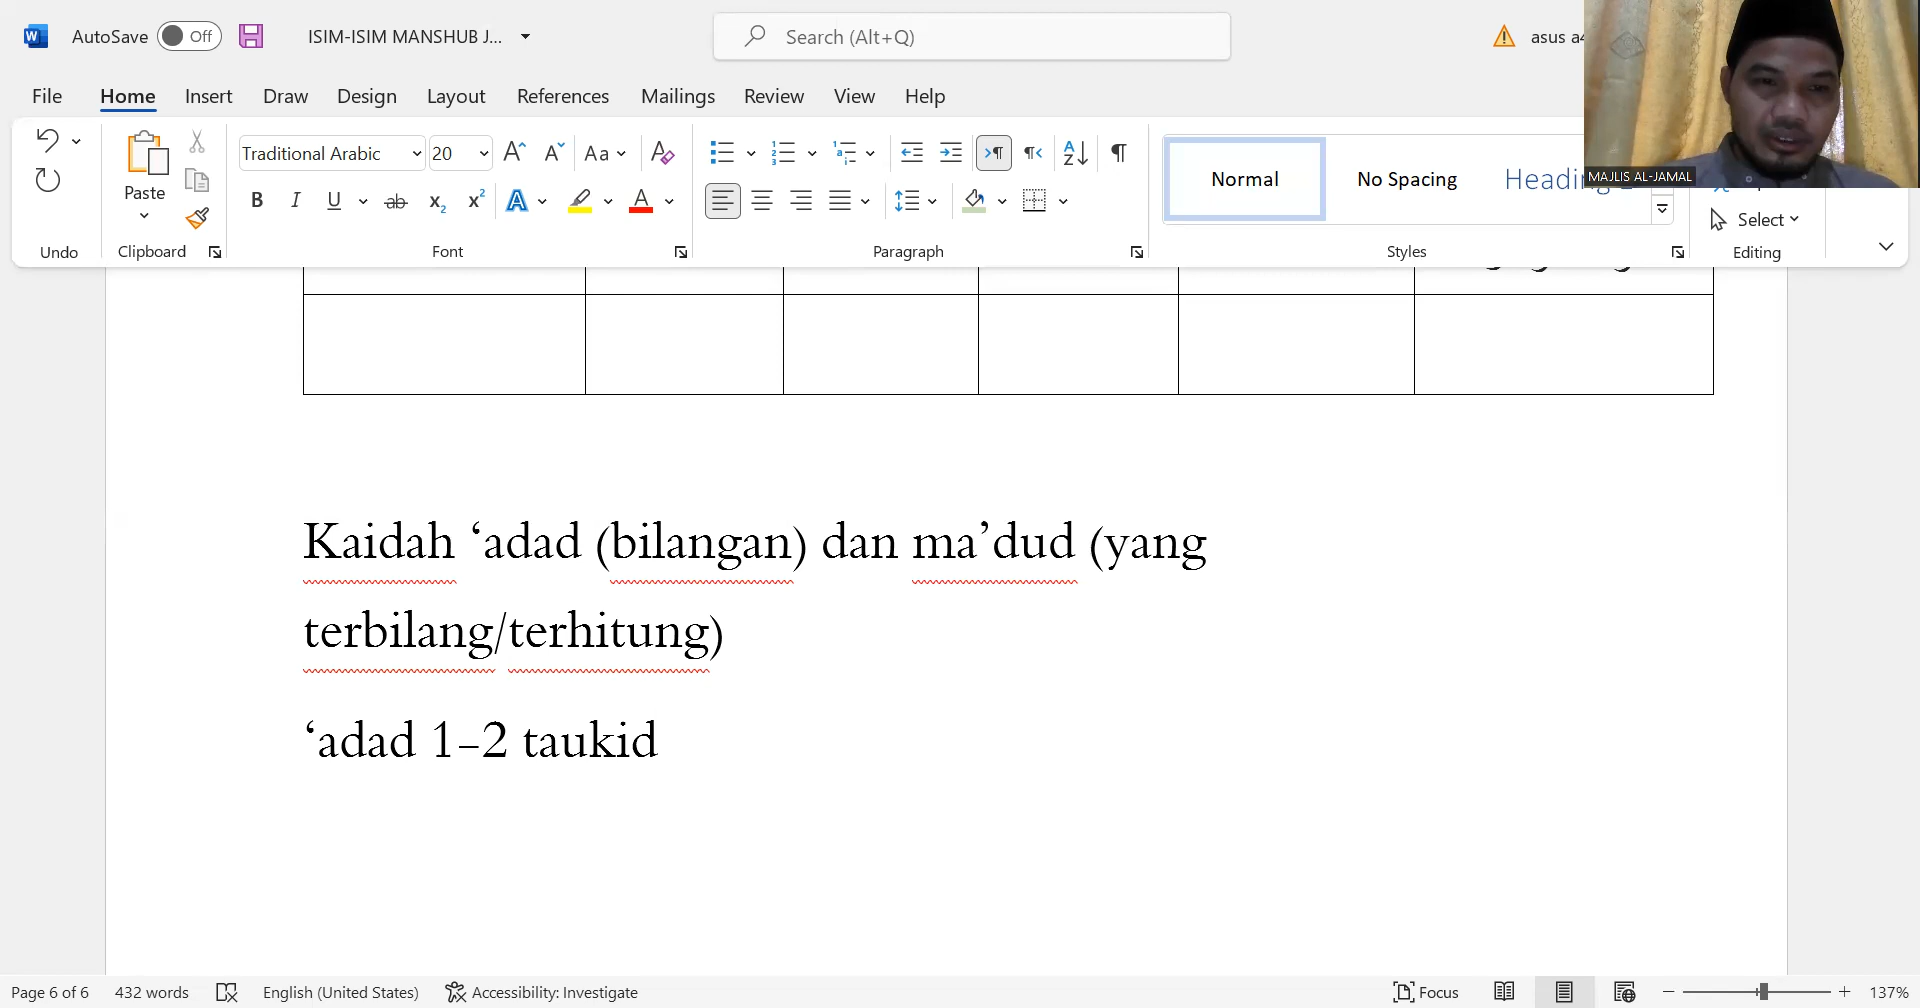 AutoSave Off ISIM-ISIM MANSHUB J... Search (Alt+Q) asus
File Home Insert Draw Design Layout References Mailings Review View Help
MAJLIS AL-JAMAL
Paste Traditional Arabic 20 Normal No Spacing Heading
Select
Undo Clipboard Font Paragraph Styles Editing
Kaidah ‘adad (bilangan) dan ma’dud (yang
terbilang/terhitung)
‘adad 1–2 taukid
Page 6 of 6 432 words English (United States) Accessibility: Investigate Focus 137%